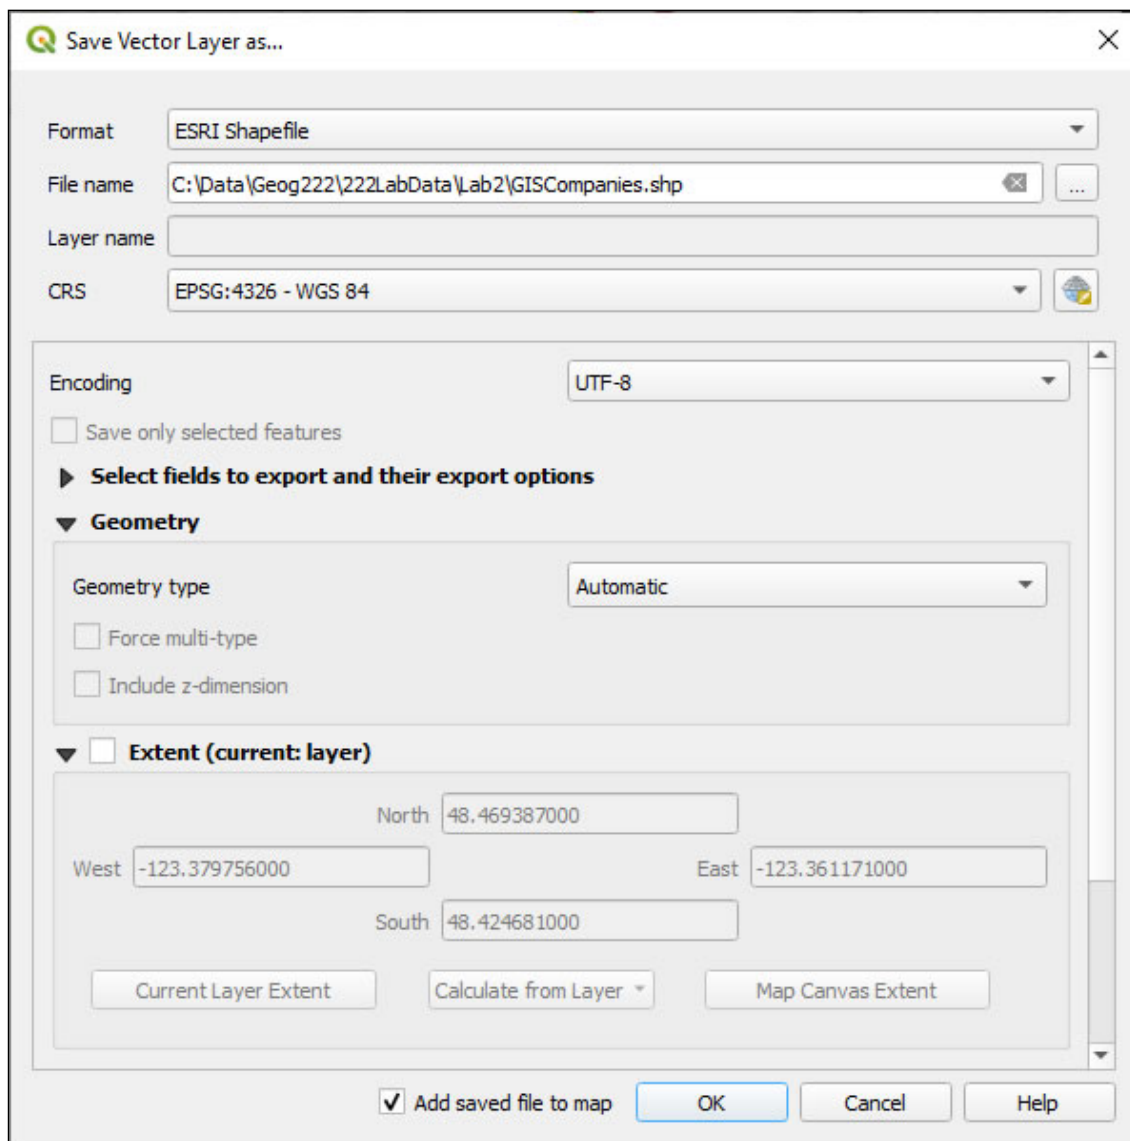 Save Vector Layer as...
Format ESRI Shapefile
File name C:\Data\Geog222\222LabData\Lab2\GISCompanies.shp ...
Layer name
CRS EPSG:4326 - WGS 84
Encoding UTF-8
Save only selected features
Select fields to export and their export options
Geometry
Geometry type Automatic
Force multi-type
Include z-dimension
Extent (current: layer)
North 48.469387000
West -123.379756000 East -123.361171000
South 48.424681000
Current Layer Extent Calculate from Layer Map Canvas Extent
Add saved file to map OK Cancel Help